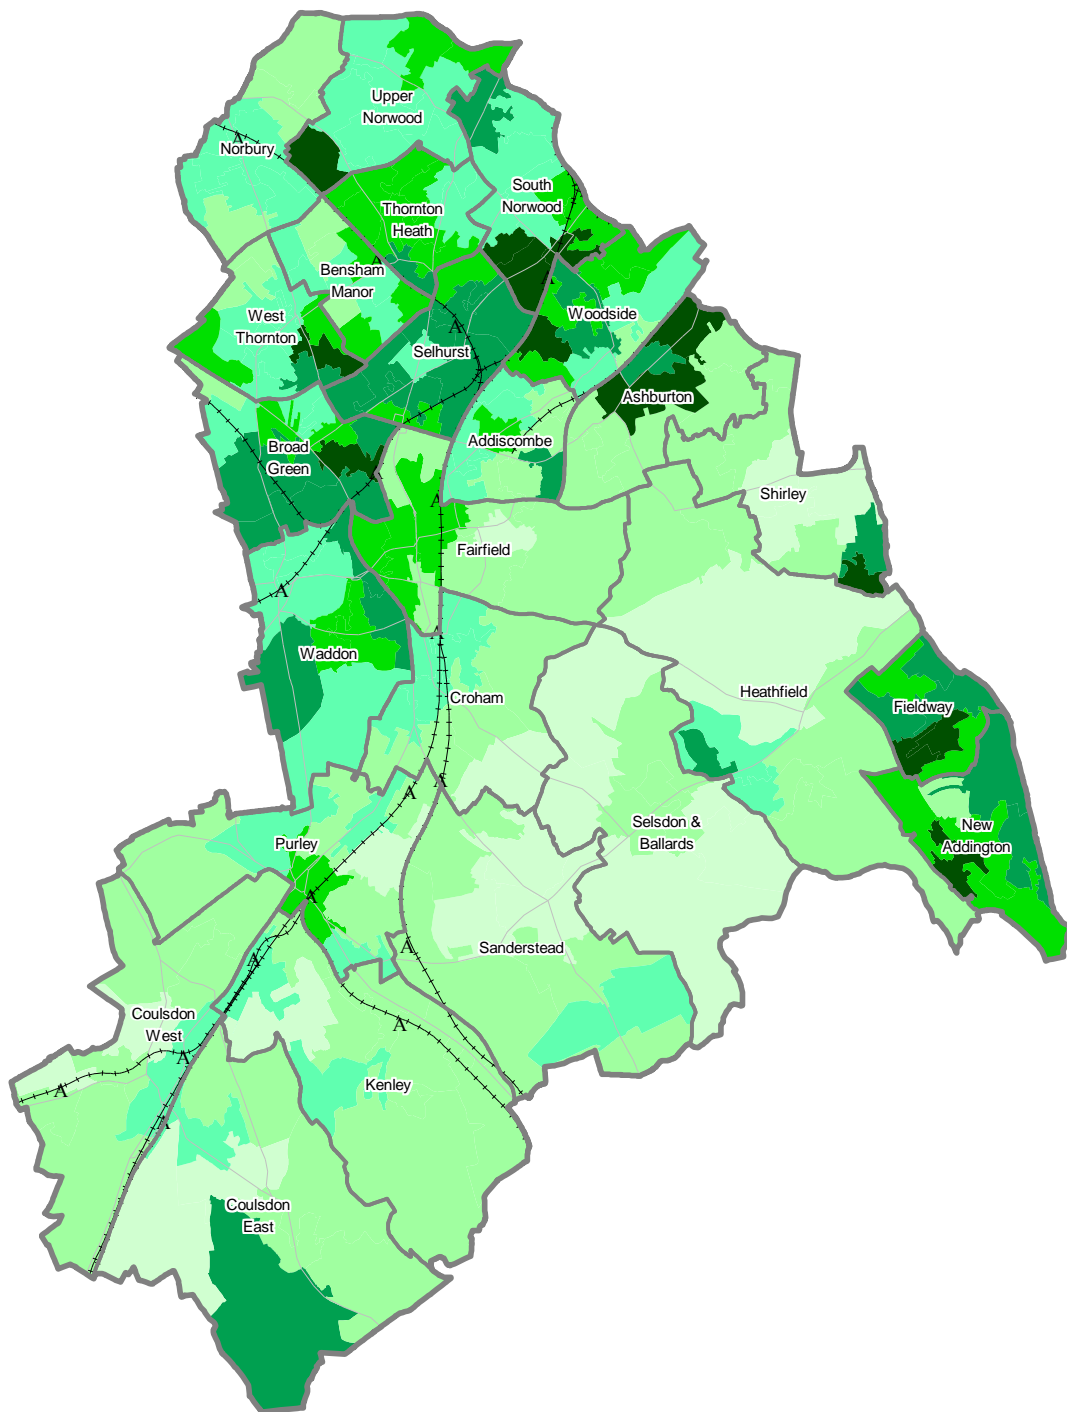 Upper
Norwood
Norbury
A
South
Norwood
Thornton
Heath
A
Bensham
Manor
A
West
Thornton
Woodside
A
Selhurst
Ashburton
Addiscombe
Broad
Green
A
A
Shirley
Fairfield
A
A
Waddon
Croham
Heathfield
Fieldway
A
A
Selsdon &
Ballards
New
Addington
Purley
A
Sanderstead
A
A
Coulsdon
West
A
A
A
Kenley
A
Coulsdon
East